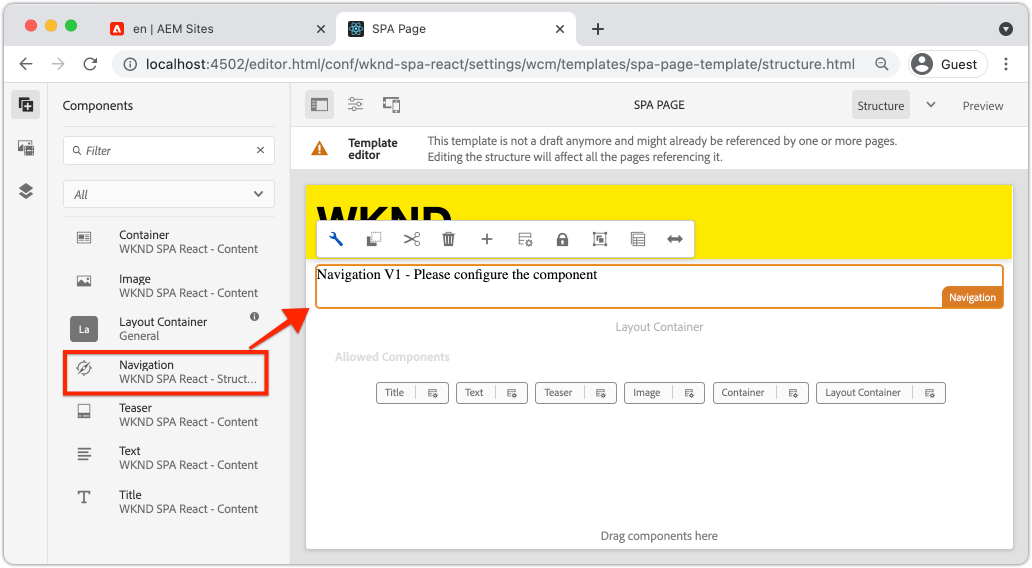 en | AEM Sites
SPA Page
localhost:4502/editor.html/conf/wknd-spa-react/settings/wcm/templates/spa-page-template/structure.html
Guest
Components
SPA PAGE
Structure
Preview
Filter
Template
editor
This template is not a draft anymore and might already be referenced by one or more pages.
Editing the structure will affect all the pages referencing it.
All
WKND
Container
WKND SPA React - Content
Image
WKND SPA React - Content
La
Layout Container
General
Navigation
WKND SPA React - Struct...
Teaser
WKND SPA React - Content
Text
WKND SPA React - Content
Title
WKND SPA React - Content
Navigation V1 - Please configure the component
Navigation
Layout Container
Allowed Components
Title
Text
Teaser
Image
Container
Layout Container
Drag components here